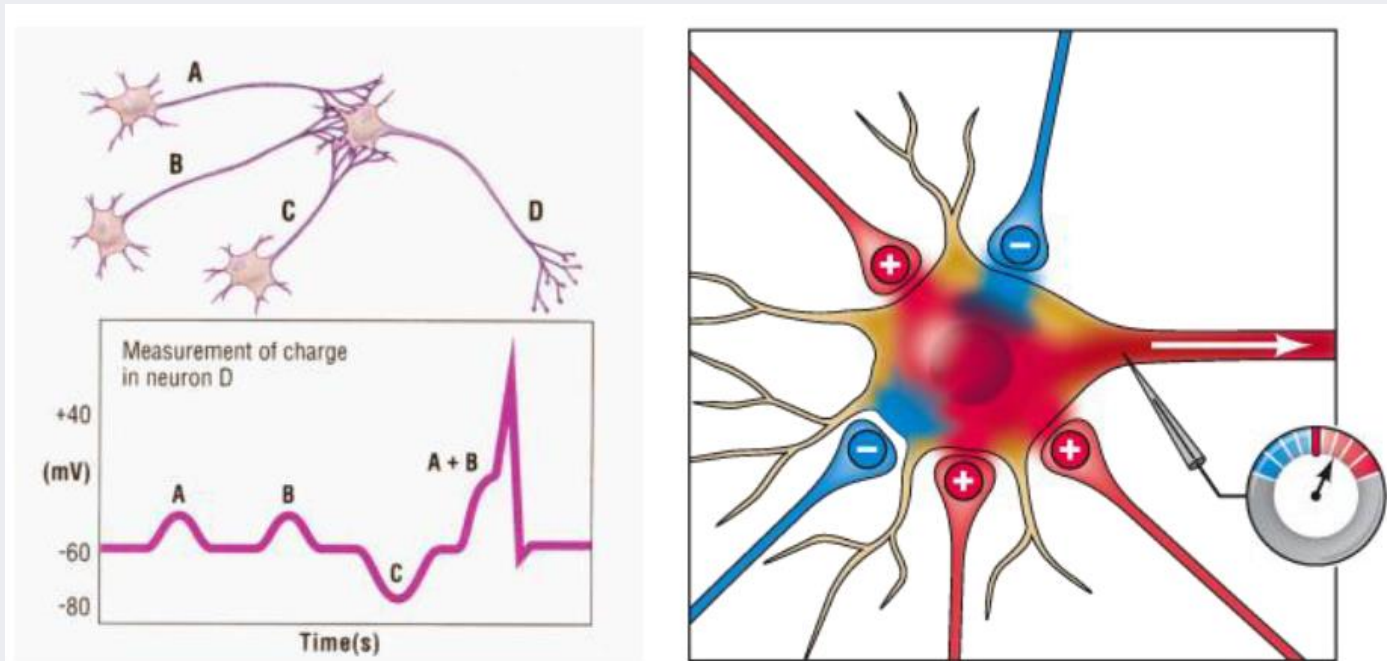 A
B
C
D
Measurement of charge
in neuron D
+40
(mV)
-60
-80
A
B
C
A + B
Time(s)
+
−
−
+
+